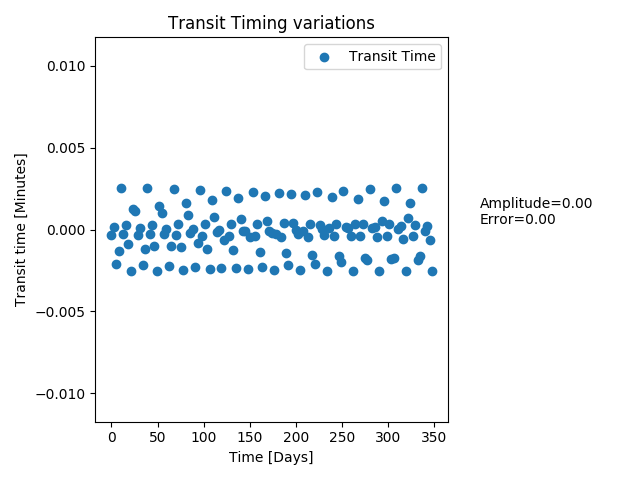 Transit Timing variations
Transit Time
0.010
0.005
0.000
−0.005
−0.010
Transit time [Minutes]
0
50
100
150
200
250
300
350
Time [Days]
Amplitude=0.00
Error=0.00